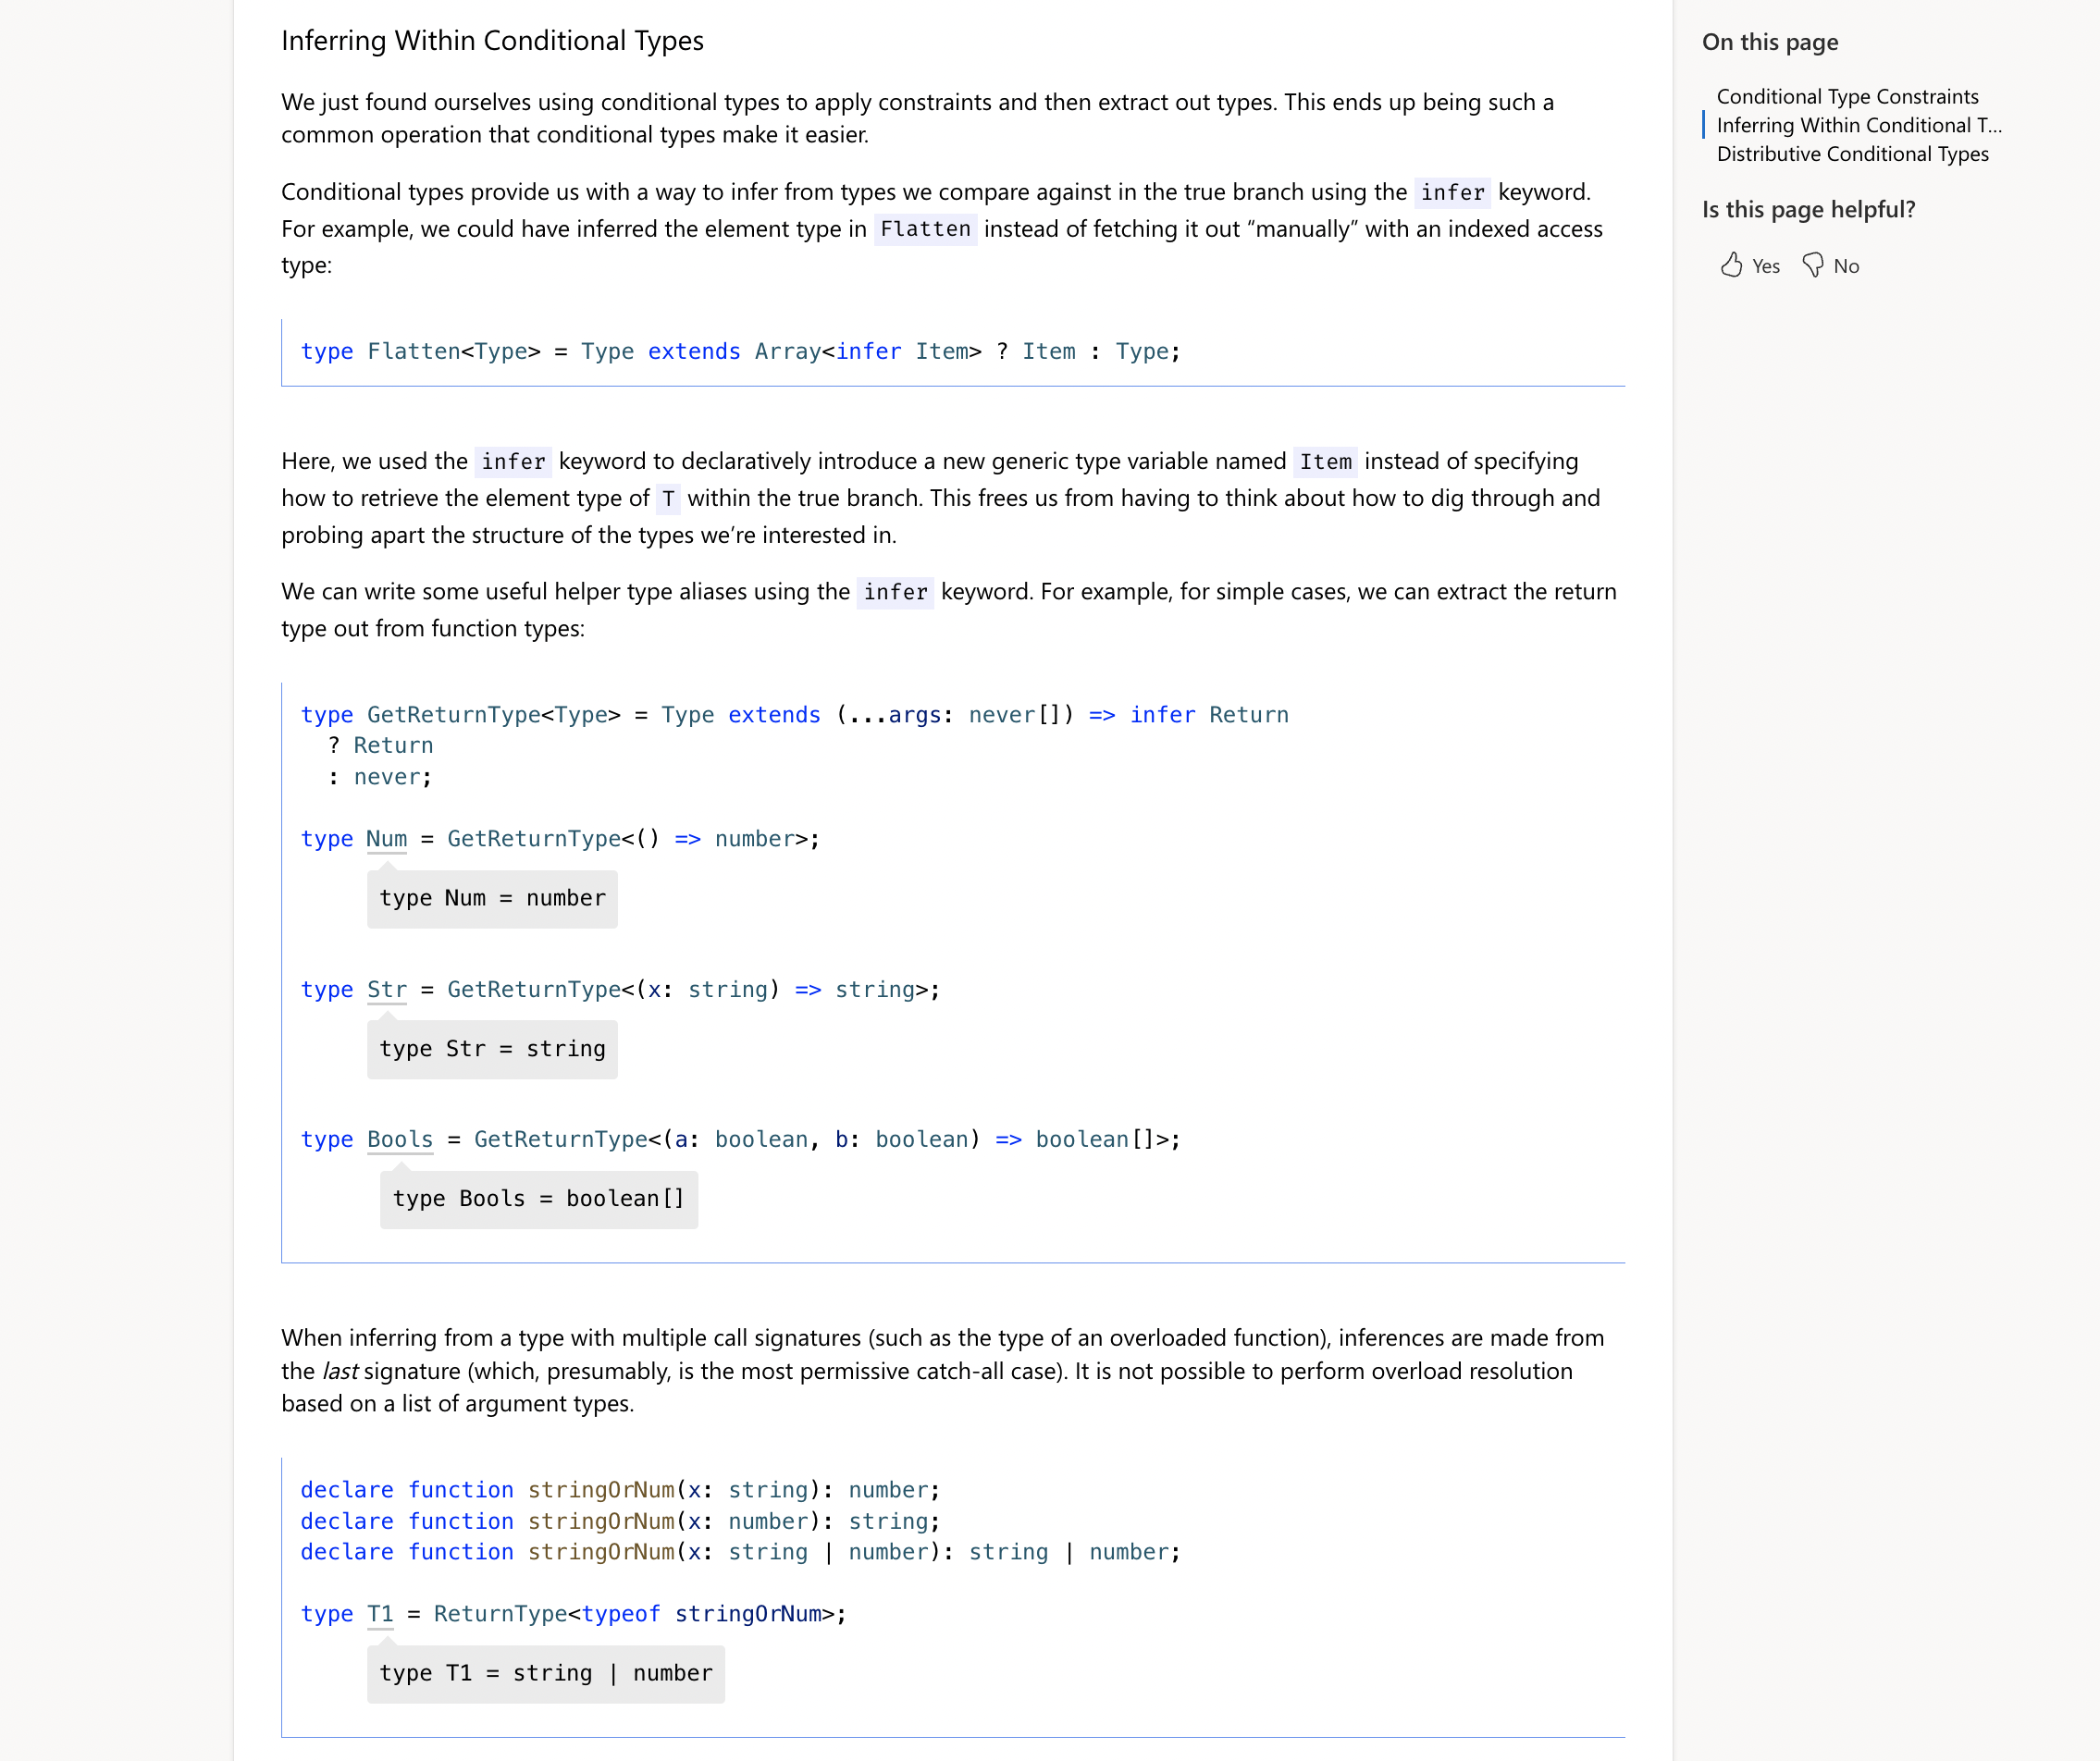 Inferring Within Conditional Types
We just found ourselves using conditional types to apply constraints and then extract out types. This ends up being such a
common operation that conditional types make it easier.
Conditional types provide us with a way to infer from types we compare against in the true branch using the infer keyword.
For example, we could have inferred the element type in Flatten instead of fetching it out “manually” with an indexed access
type:
type Flatten<Type> = Type extends Array<infer Item> ? Item : Type;
Here, we used the infer keyword to declaratively introduce a new generic type variable named Item instead of specifying
how to retrieve the element type of T within the true branch. This frees us from having to think about how to dig through and
probing apart the structure of the types we’re interested in.
We can write some useful helper type aliases using the infer keyword. For example, for simple cases, we can extract the return
type out from function types:
type GetReturnType<Type> = Type extends (...args: never[]) => infer Return
  ? Return
  : never;
type Num = GetReturnType<() => number>;
type Num = number
type Str = GetReturnType<(x: string) => string>;
type Str = string
type Bools = GetReturnType<(a: boolean, b: boolean) => boolean[]>;
type Bools = boolean[]
When inferring from a type with multiple call signatures (such as the type of an overloaded function), inferences are made from
the last signature (which, presumably, is the most permissive catch-all case). It is not possible to perform overload resolution
based on a list of argument types.
declare function stringOrNum(x: string): number;
declare function stringOrNum(x: number): string;
declare function stringOrNum(x: string | number): string | number;
type T1 = ReturnType<typeof stringOrNum>;
type T1 = string | number
On this page
Conditional Type Constraints
Inferring Within Conditional T...
Distributive Conditional Types
Is this page helpful?
Yes No